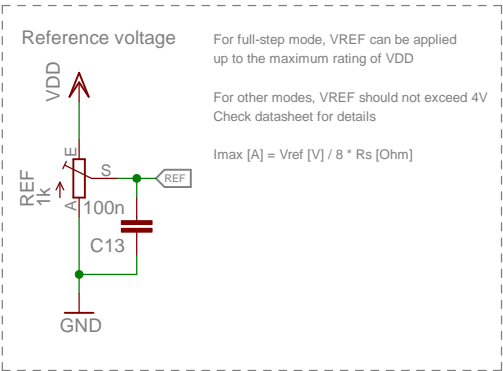 Reference voltage
For full-step mode, VREF can be applied
up to the maximum rating of VDD
For other modes, VREF should not exceed 4V
Check datasheet for details
Imax [A] = Vref [V] / 8 * Rs [Ohm]
VDD
E
S
REF
REF
1k
A
100n
C13
GND